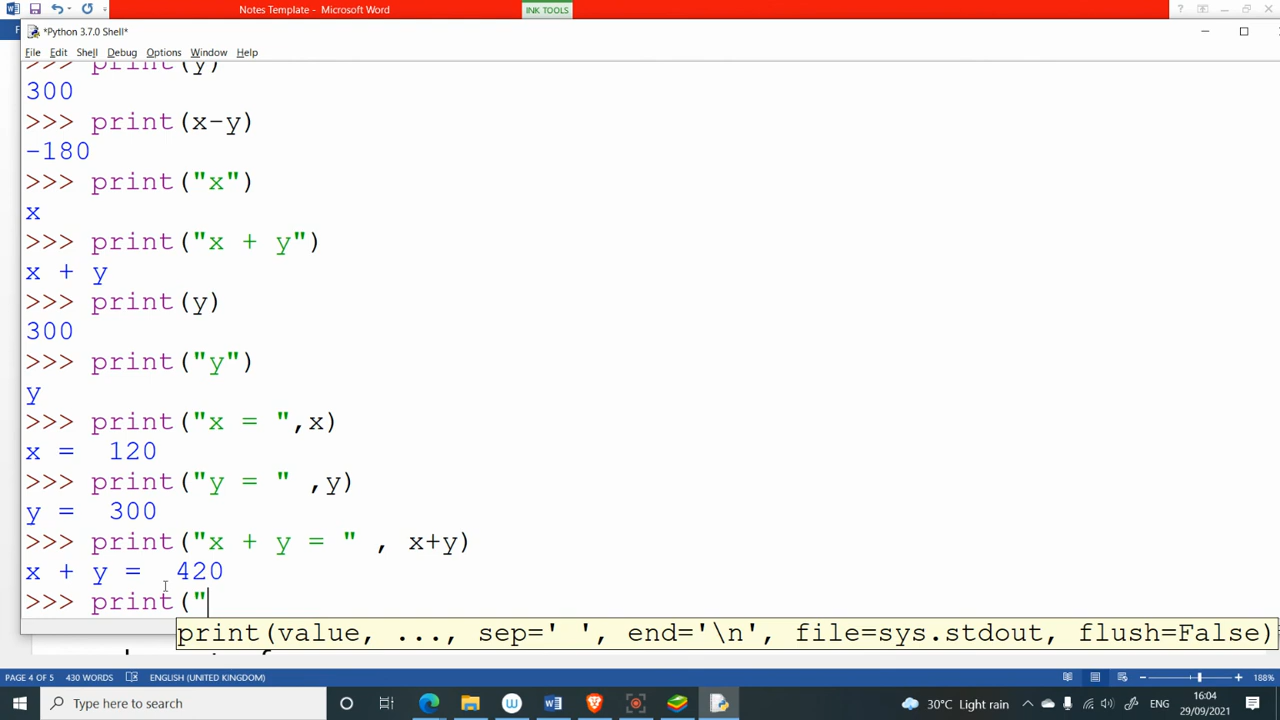 Notes Template - Microsoft Word
INK TOOLS
*Python 3.7.0 Shell*
File Edit Shell Debug Options Window Help
>>> print(y)
300
>>> print(x-y)
-180
>>> print("x")
x
>>> print("x + y")
x + y
>>> print(y)
300
>>> print("y")
y
>>> print("x = ",x)
x =  120
>>> print("y = " ,y)
y =  300
>>> print("x + y = " , x+y)
x + y =  420
>>> print("
print(value, ..., sep=' ', end='\n', file=sys.stdout, flush=False)
PAGE 4 OF 5 430 WORDS ENGLISH (UNITED KINGDOM) 188%
Type here to search 30°C Light rain 16:04
29/09/2021